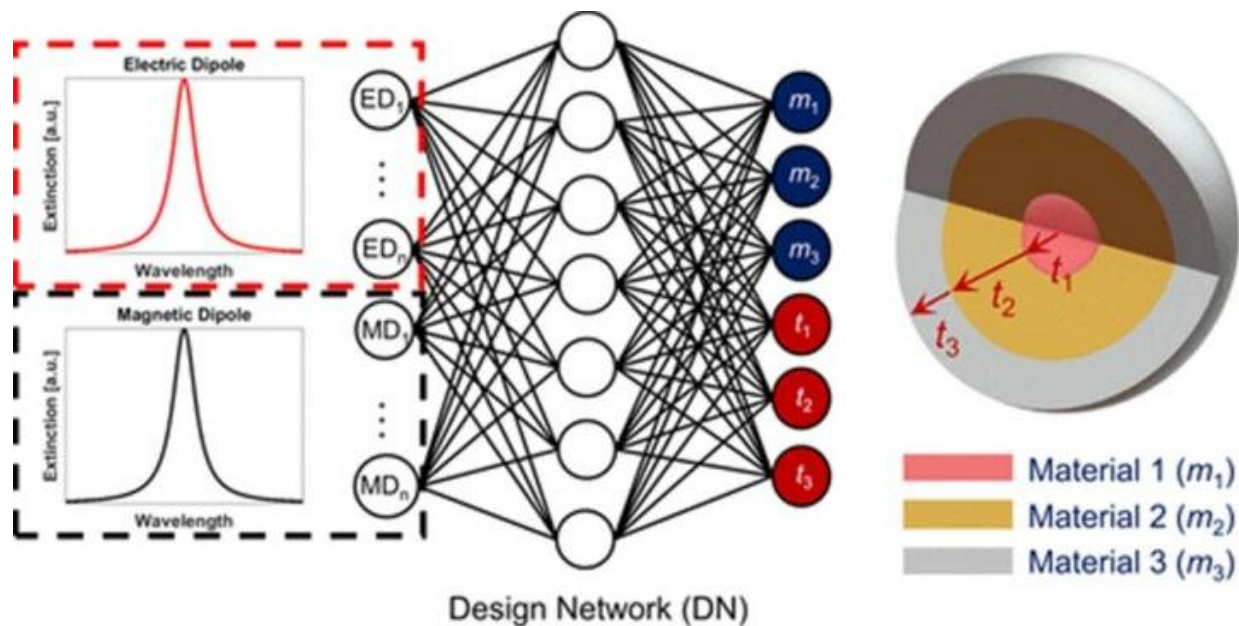 Electric Dipole
Extinction [a.u.]
Wavelength
Magnetic Dipole
Extinction [a.u.]
Wavelength
ED₁
⋮
EDₙ
MD₁
⋮
MDₙ
m₁
m₂
m₃
t₁
t₂
t₃
Design Network (DN)
t₁
t₂
t₃
Material 1 (m₁)
Material 2 (m₂)
Material 3 (m₃)